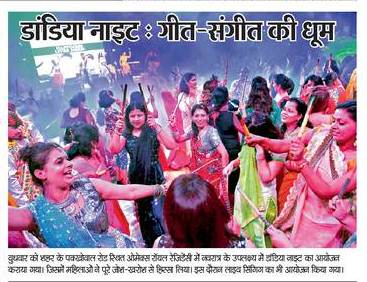 डांडिया नाइट : गीत-संगीत की धूम
बुधवार को शहर के पक्खोवाल रोड स्थित ओमेक्स रॉयल रेजिडेंसी में नवरात्र के उपलक्ष्य में डांडिया नाइट का आयोजन
कराया गया। जिसमें महिलाओं ने पूरे जोश-खरोश से हिस्सा लिया। इस दौरान लाइव सिंगिंग का भी आयोजन किया गया।